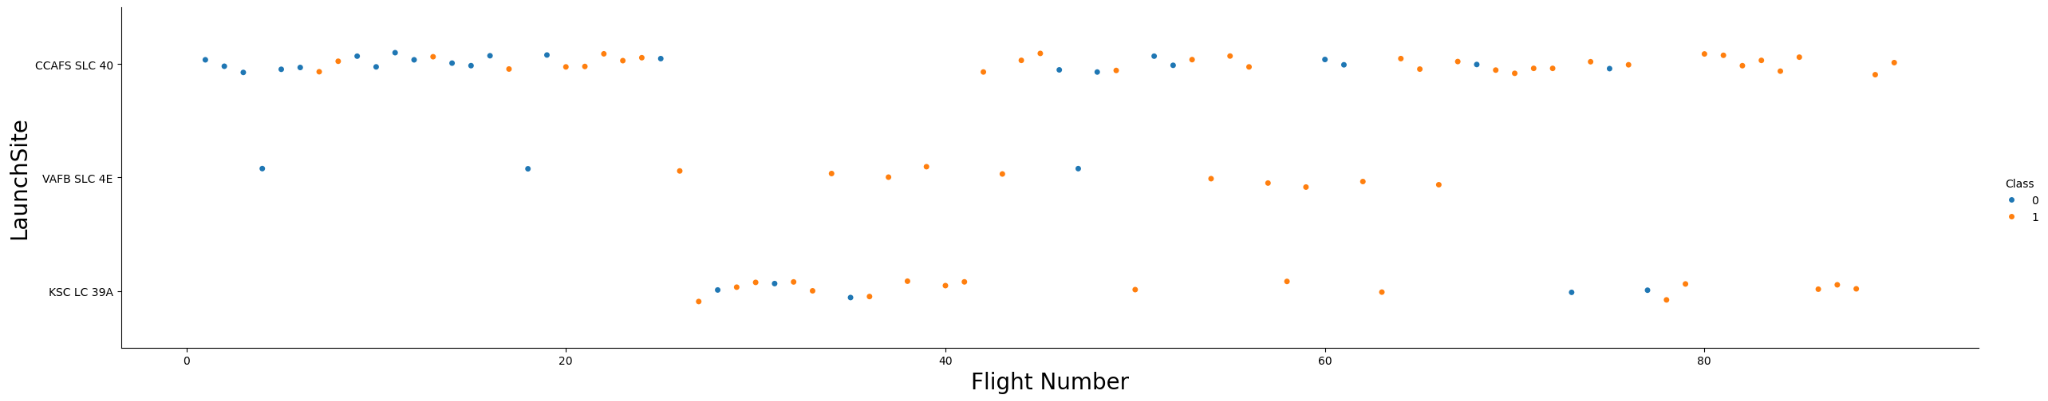 CCAFS SLC 40
VAFB SLC 4E
KSC LC 39A
LaunchSite
0 20 40 60 80
Flight Number
Class
0
1